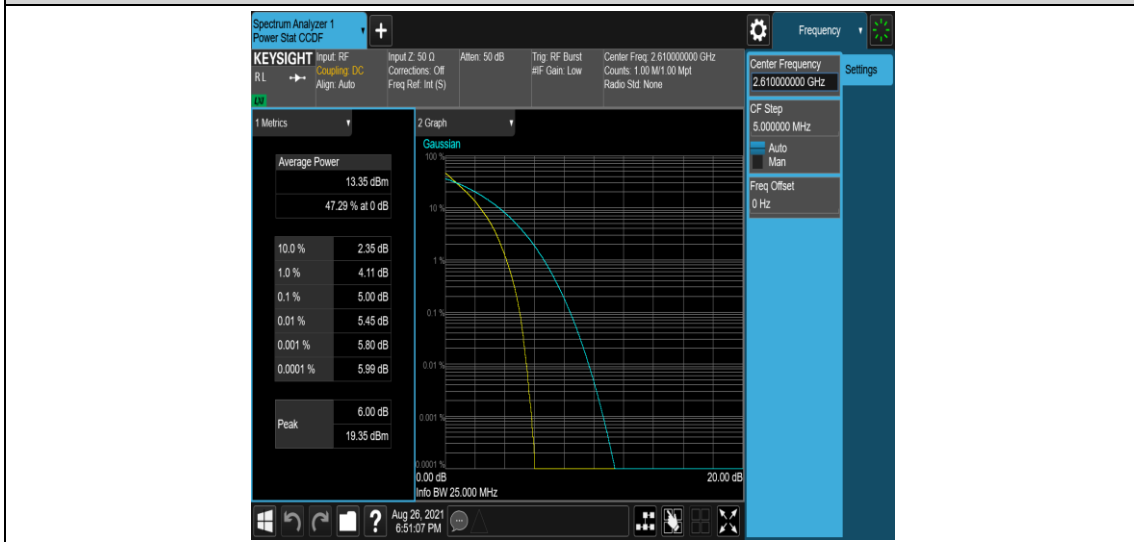 Spectrum Analyzer 1
Power Stat CCDF
+
Frequency
KEYSIGHT
RL
LXI
Input: RF
Coupling: DC
Align: Auto
Input Z: 50 Ω
Corrections: Off
Freq Ref: Int (S)
Atten: 50 dB
Trig: RF Burst
#IF Gain: Low
Center Freq: 2.610000000 GHz
Counts: 1.00 M/1.00 Mpt
Radio Std: None
Center Frequency
2.610000000 GHz
Settings
CF Step
5.000000 MHz
Auto
Man
Freq Offset
0 Hz
1 Metrics
Average Power
13.35 dBm
47.29 % at 0 dB
10.0 % 2.35 dB
1.0 % 4.11 dB
0.1 % 5.00 dB
0.01 % 5.45 dB
0.001 % 5.80 dB
0.0001 % 5.99 dB
Peak
6.00 dB
19.35 dBm
2 Graph
Gaussian
100 %
10 %
1 %
0.1 %
0.01 %
0.001 %
0.0001 %
0.00 dB 20.00 dB
Info BW 25.000 MHz
?
Aug 26, 2021
6:51:07 PM